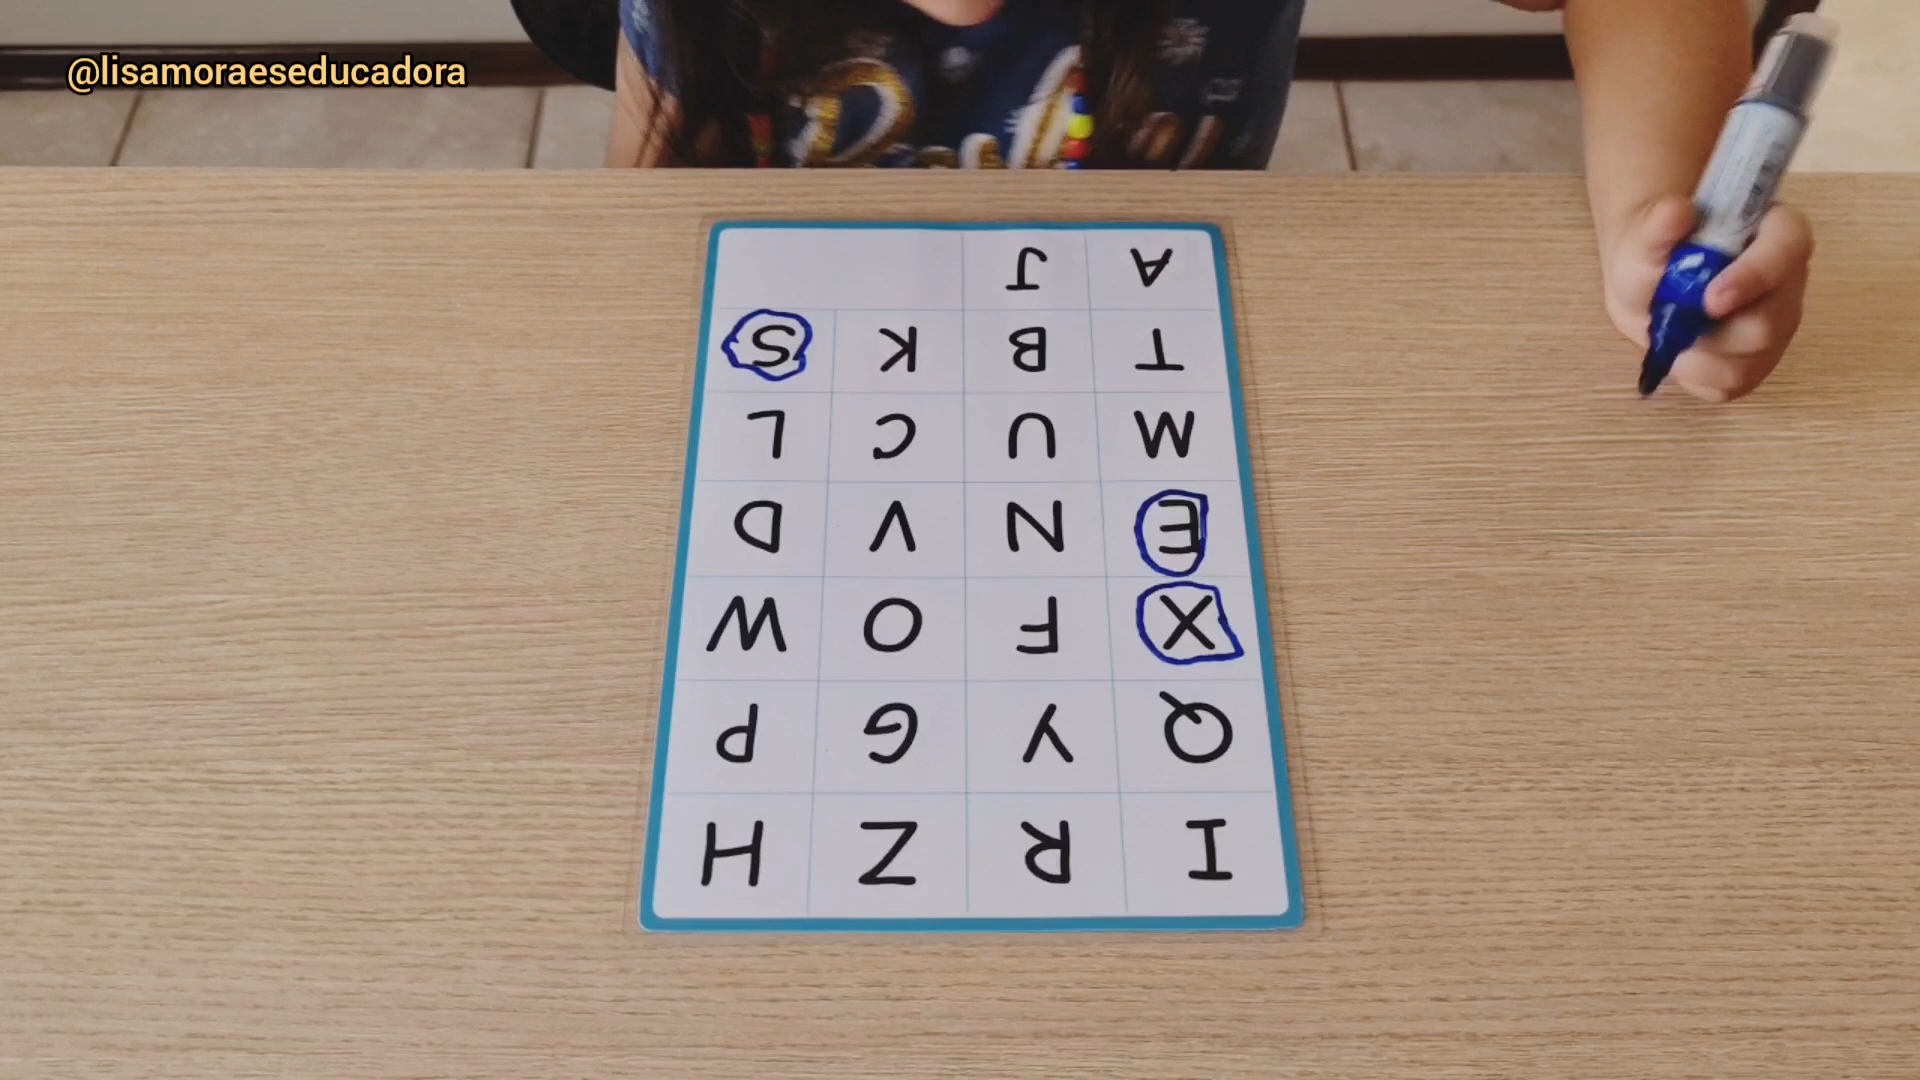 @lisamoraeseducadora
I R Z H
Q Y G P
X F O W
E N V D
M U C L
T B K S
A J